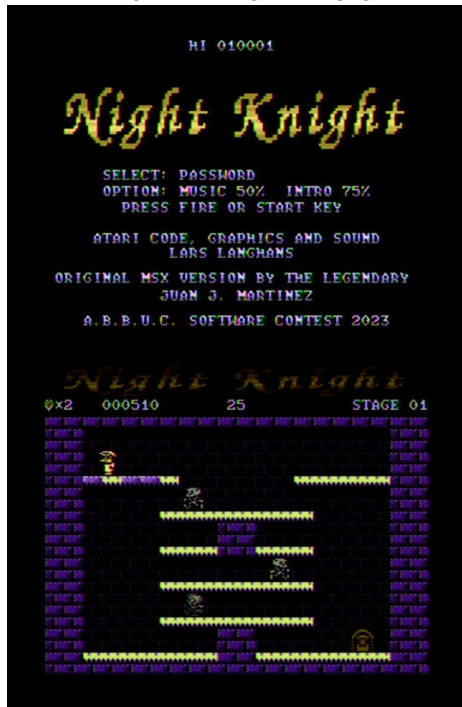 HI 010001
Night Knight
SELECT: PASSWORD
OPTION: MUSIC 50% INTRO 75%
PRESS FIRE OR START KEY
ATARI CODE, GRAPHICS AND SOUND
LARS LANGHANS
ORIGINAL MSX VERSION BY THE LEGENDARY
JUAN J. MARTINEZ
A.B.B.U.C. SOFTWARE CONTEST 2023
Night Knight
×2 000510 25 STAGE 01